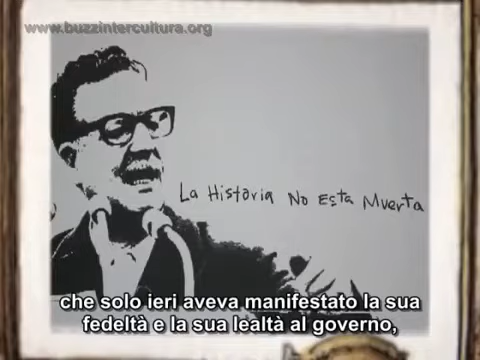 www.buzzintercultura.org
La Historia No Esta Muerta
che solo ieri aveva manifestato la sua
fedeltà e la sua lealtà al governo,